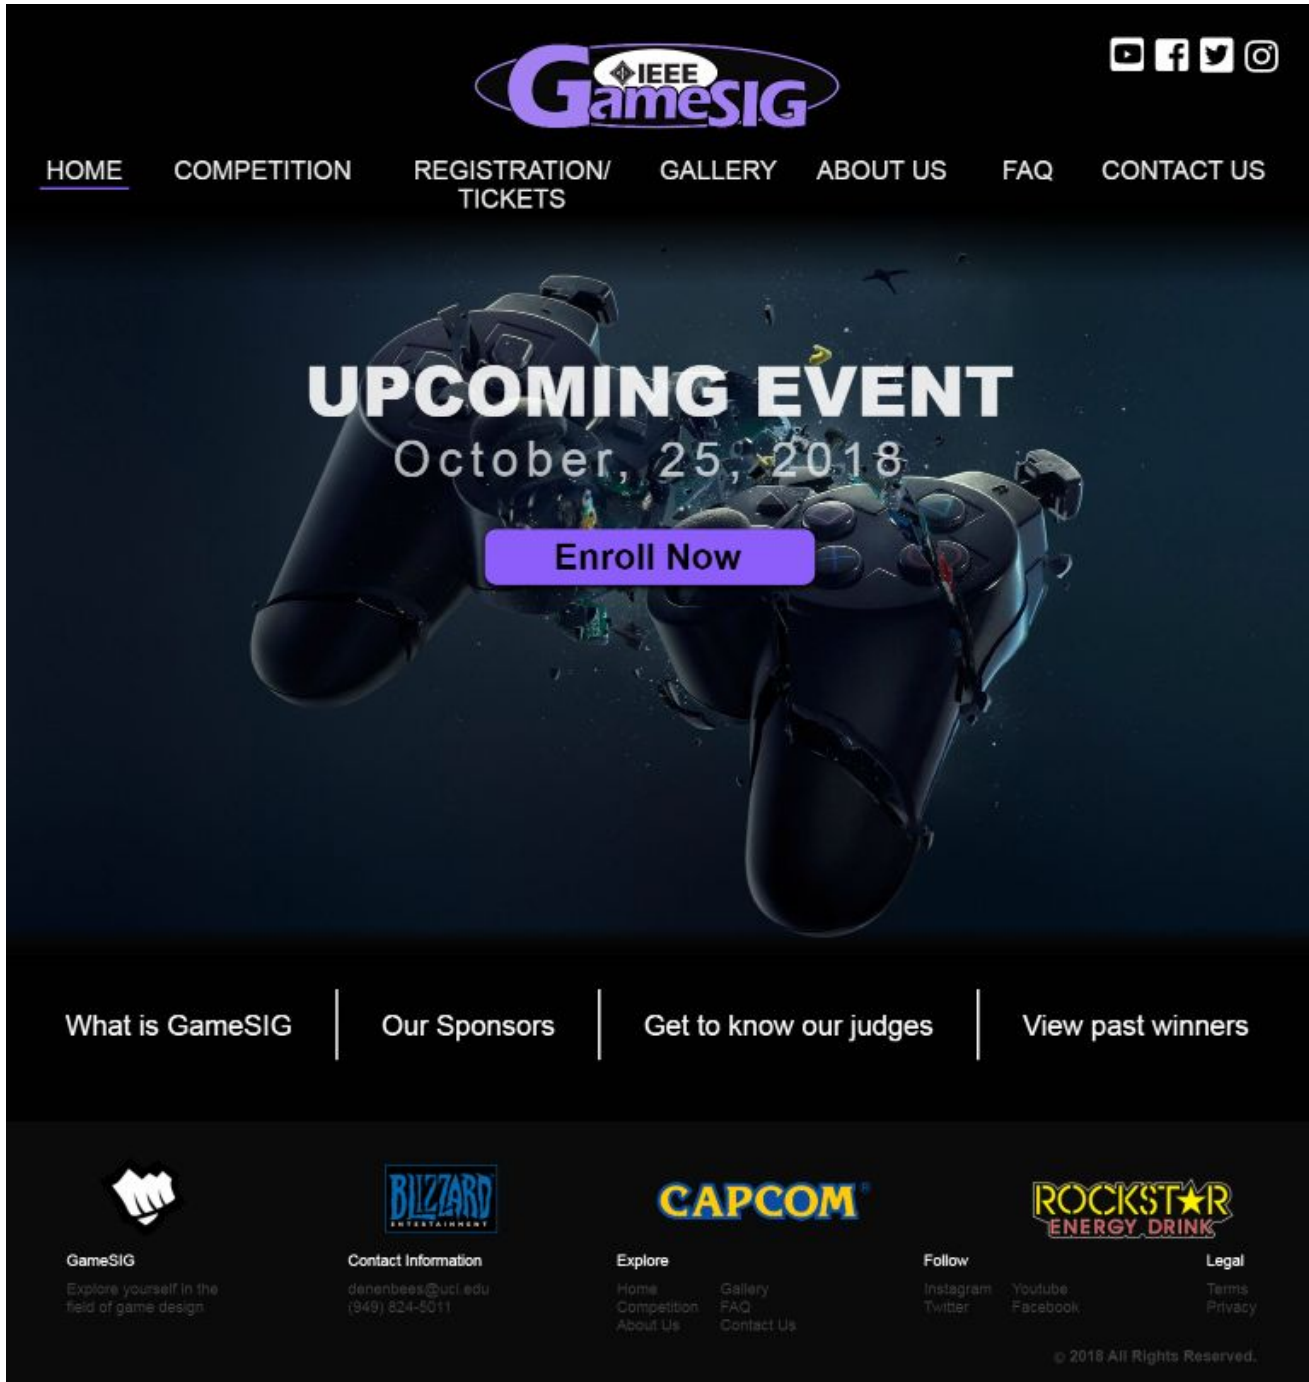 IEEE
GameSIG
HOME COMPETITION REGISTRATION/ GALLERY ABOUT US FAQ CONTACT US
TICKETS
UPCOMING EVENT
October, 25, 2018
Enroll Now
What is GameSIG Our Sponsors Get to know our judges View past winners
BLIZZARD
ENTERTAINMENT
CAPCOM®
ROCKSTAR
ENERGY DRINK
GameSIG Contact Information Explore Follow Legal
Explore yourself in the denenbees@uci.edu Home Gallery Instagram Youtube Terms
field of game design (949) 824-5011 Competition FAQ Twitter Facebook Privacy
About Us Contact Us
© 2018 All Rights Reserved.